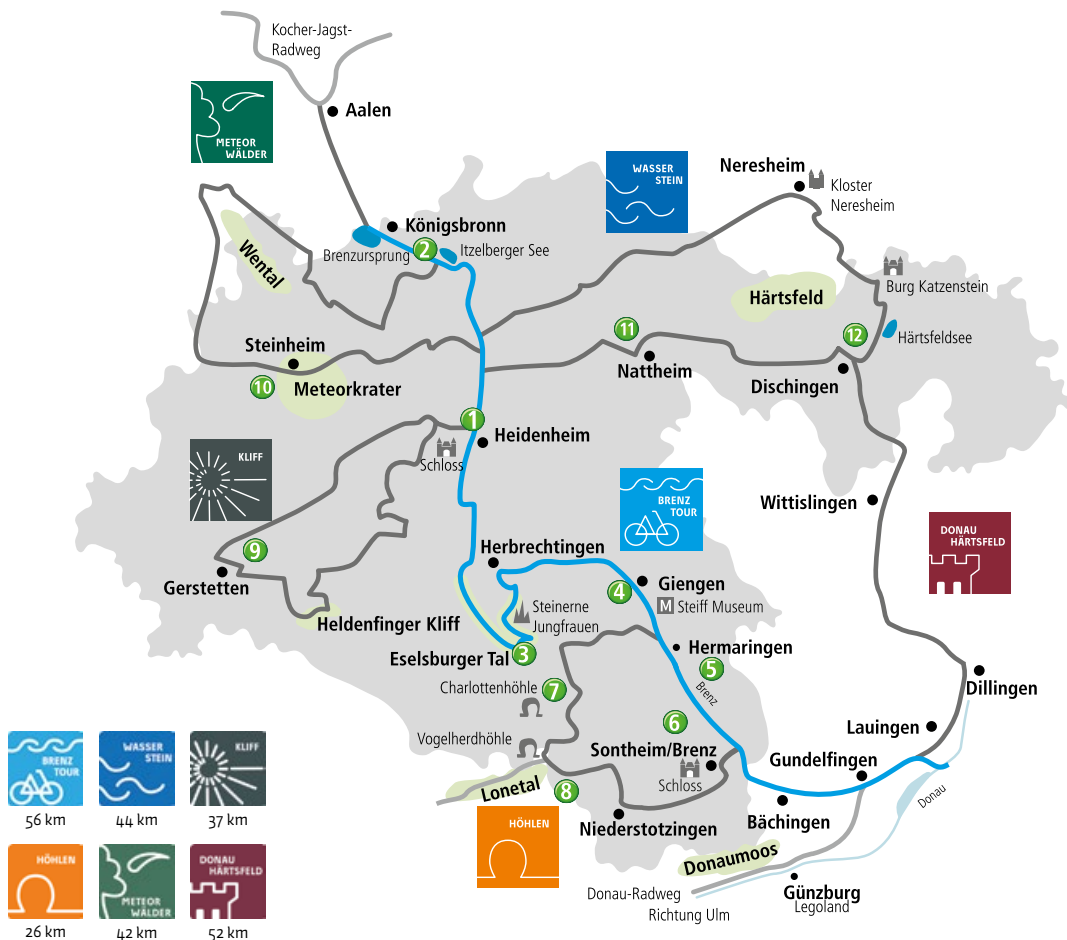 Kocher-Jagst-
Radweg
Aalen
METEOR
WÄLDER
WASSER
STEIN
Neresheim
Kloster
Neresheim
Königsbronn
Brenzursprung
2
Itzelberger See
Wental
Burg Katzenstein
Härtsfeld
Härtsfeldsee
11
12
Steinheim
Nattheim
Dischingen
10
Meteorkrater
1
Heidenheim
Schloss
KLIFF
BRENZ
TOUR
Wittislingen
DONAU
HÄRTSFELD
9
Gerstetten
Herbrechtingen
4
Giengen
M
Steiff Museum
Steinerne
Jungfrauen
Heldenfinger Kliff
Eselsburger Tal
3
Hermaringen
5
Brenz
Charlottenhöhle
7
Dillingen
6
Vogelherdhöhle
Sontheim/Brenz
Schloss
Lauingen
Gundelfingen
Lonetal
8
Niederstotzingen
Bächingen
Donau
HÖHLEN
Donaumoos
Donau-Radweg
Richtung Ulm
Günzburg
Legoland
BRENZ
TOUR
56 km
WASSER
STEIN
44 km
KLIFF
37 km
HÖHLEN
26 km
METEOR
WÄLDER
42 km
DONAU
HÄRTSFELD
52 km